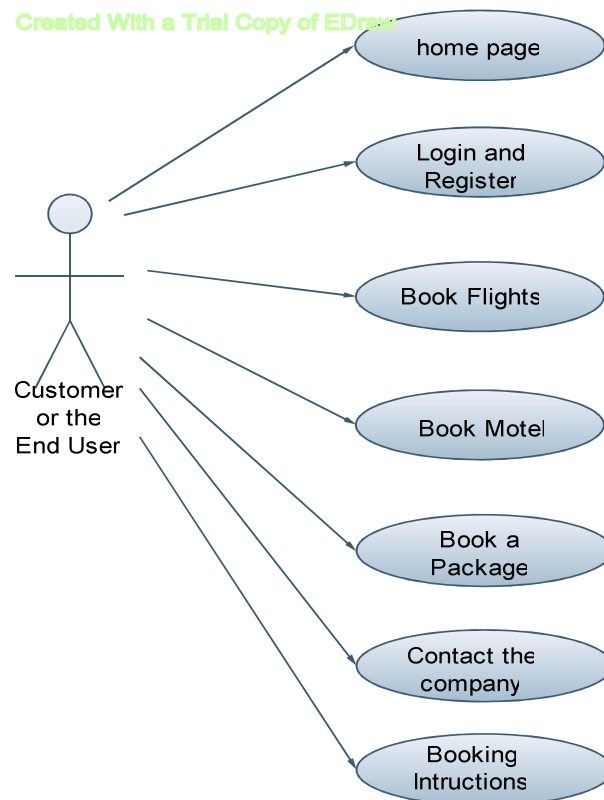 Created With a Trial Copy of EDraw
home page
Login and
Register
Book Flights
Customer
or the
End User
Book Motel
Book a
Package
Contact the
company
Booking
Intructions